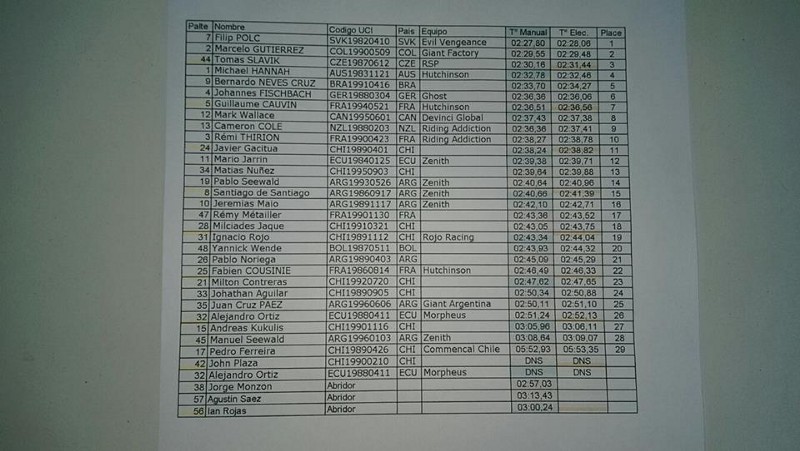 Palte Nombre Codigo UCI Pais Equipo Tº Manual Tº Elec. Place
7 Filip POLC SVK19820410 SVK Evil Vengeance 02:27,80 02:28,06 1
2 Marcelo GUTIERREZ COL19900509 COL Giant Factory 02:29,55 02:29,48 2
44 Tomas SLAVIK CZE19870612 CZE RSP 02:30,16 02:31,44 3
1 Michael HANNAH AUS19831121 AUS Hutchinson 02:32,78 02:32,46 4
9 Bernardo NEVES CRUZ BRA19910416 BRA 02:33,70 02:34,27 5
4 Johannes FISCHBACH GER19880304 GER Ghost 02:36,36 02:36,06 6
5 Guillaume CAUVIN FRA19940521 FRA Hutchinson 02:36,51 02:36,56 7
12 Mark Wallace CAN19950601 CAN Devinci Global 02:37,43 02:37,38 8
13 Cameron COLE NZL19880203 NZL Riding Addiction 02:36,36 02:37,41 9
3 Rémi THIRION FRA19900423 FRA Riding Addiction 02:38,27 02:38,78 10
24 Javier Gacitua CHI19890401 CHI 02:38,24 02:38,82 11
11 Mario Jarrin ECU19840125 ECU Zenith 02:39,38 02:39,71 12
34 Matias Nuñez CHI19950903 CHI 02:39,64 02:39,88 13
19 Pablo Seewald ARG19930526 ARG Zenith 02:40,64 02:40,96 14
8 Santiago de Santiago ARG19860917 ARG Zenith 02:40,66 02:41,39 5
10 Jeremias Maio ARG19891117 ARG Zenith 02:42,10 02:42,71 16
47 Rémy Métailler FRA19901130 FRA 02:43,36 02:43,52 17
28 Milciades Jaque CHI19910321 CHI 02:43,05 02:43,75 18
31 Ignacio Rojo CHI19891112 CHI Rojo Racing 02:43,34 02:44,04 19
48 Yannick Wende BOL19870511 BOL 02:43,93 02:44,32 20
26 Pablo Noriega ARG19890403 ARG 02:45,09 02:45,29 21
25 Fabien COUSINIE FRA19860814 FRA Hutchinson 02:46,49 02:46,33 22
21 Milton Contreras CHI19920720 CHI 02:47,62 02:47,65 23
33 Johathan Aguilar CHI19890905 CHI 02:50,34 02:50,88 24
35 Juan Cruz PAEZ ARG19960606 ARG Giant Argentina 02:50,11 02:51,10 25
32 Alejandro Ortiz ECU19880411 ECU Morpheus 02:51,24 02:52,13 26
15 Andreas Kukulis CHI19901116 CHI 03:05,96 03:06,11 27
45 Manuel Seewald ARG19960103 ARG Zenith 03:08,64 03:09,07 28
17 Pedro Ferreira CHI19890426 CHI Commencal Chile 05:52,93 05:53,35 29
42 John Plaza CHI19900210 CHI DNS DNS
32 Alejandro Ortiz ECU19880411 ECU Morpheus DNS DNS
38 Jorge Monzon Abridor 02:57,03
57 Agustin Saez Abridor 03:13,43
56 Ian Rojas Abridor 03:00,24